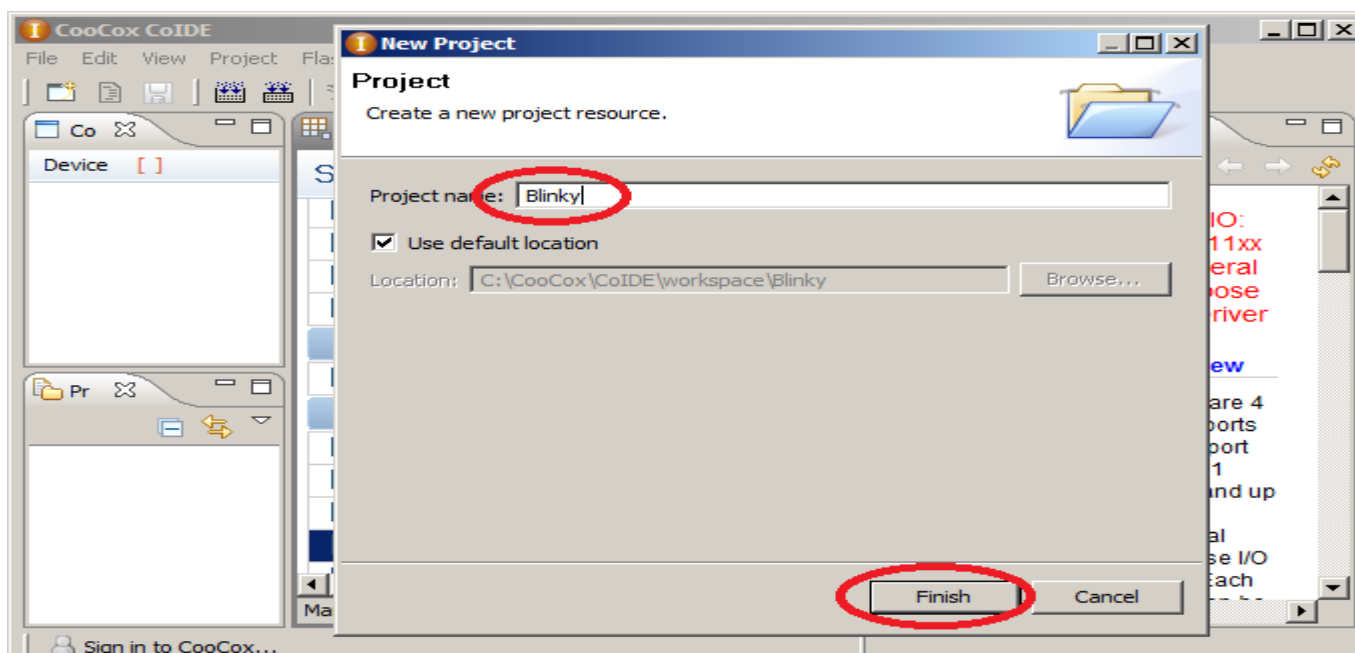 CooCox CoIDE
File Edit View Project Fla
Co
Device [ ]
Pr
New Project
Project
Create a new project resource.
Project name: Blinky
Use default location
Location: C:\CooCox\CoIDE\workspace\Blinky Browse...
Finish Cancel
S
Ma
IO:
11xx
eral
pose
river
ew
are 4
ports
port
1
and up
al
se I/O
Each
Sign in to CooCox...